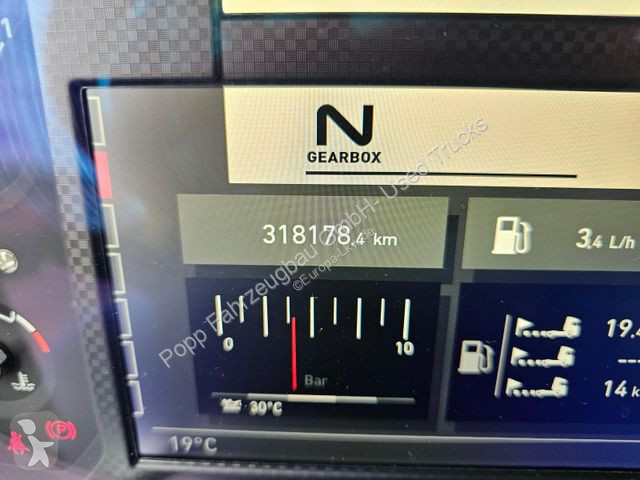 1
N
GEARBOX
318178.4 km
3.4 L/h
0
10
Bar
30°C
19.4
---
14
19°C
Popp Fahrzeugbau GmbH- Used Trucks
©Europa-LKW.de